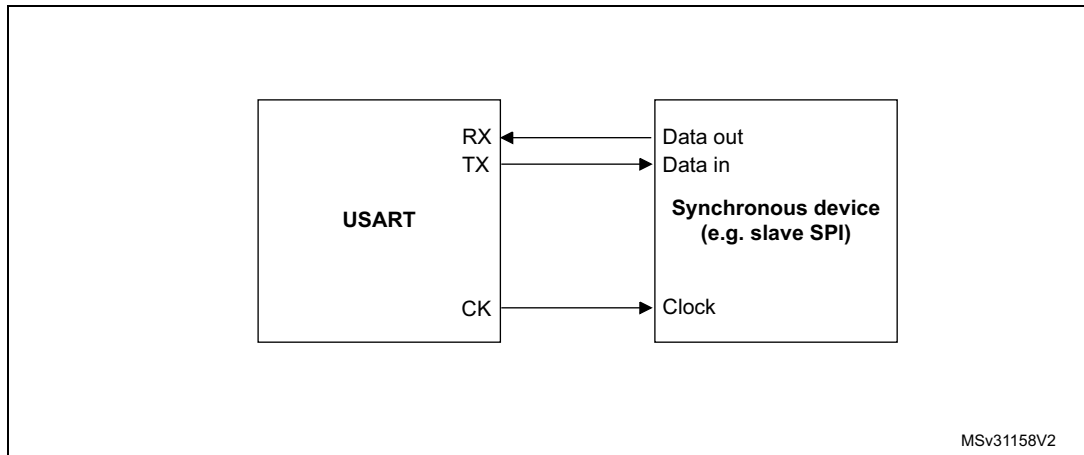 RX
Data out
TX
Data in
USART
Synchronous device
(e.g. slave SPI)
CK
Clock
MSv31158V2